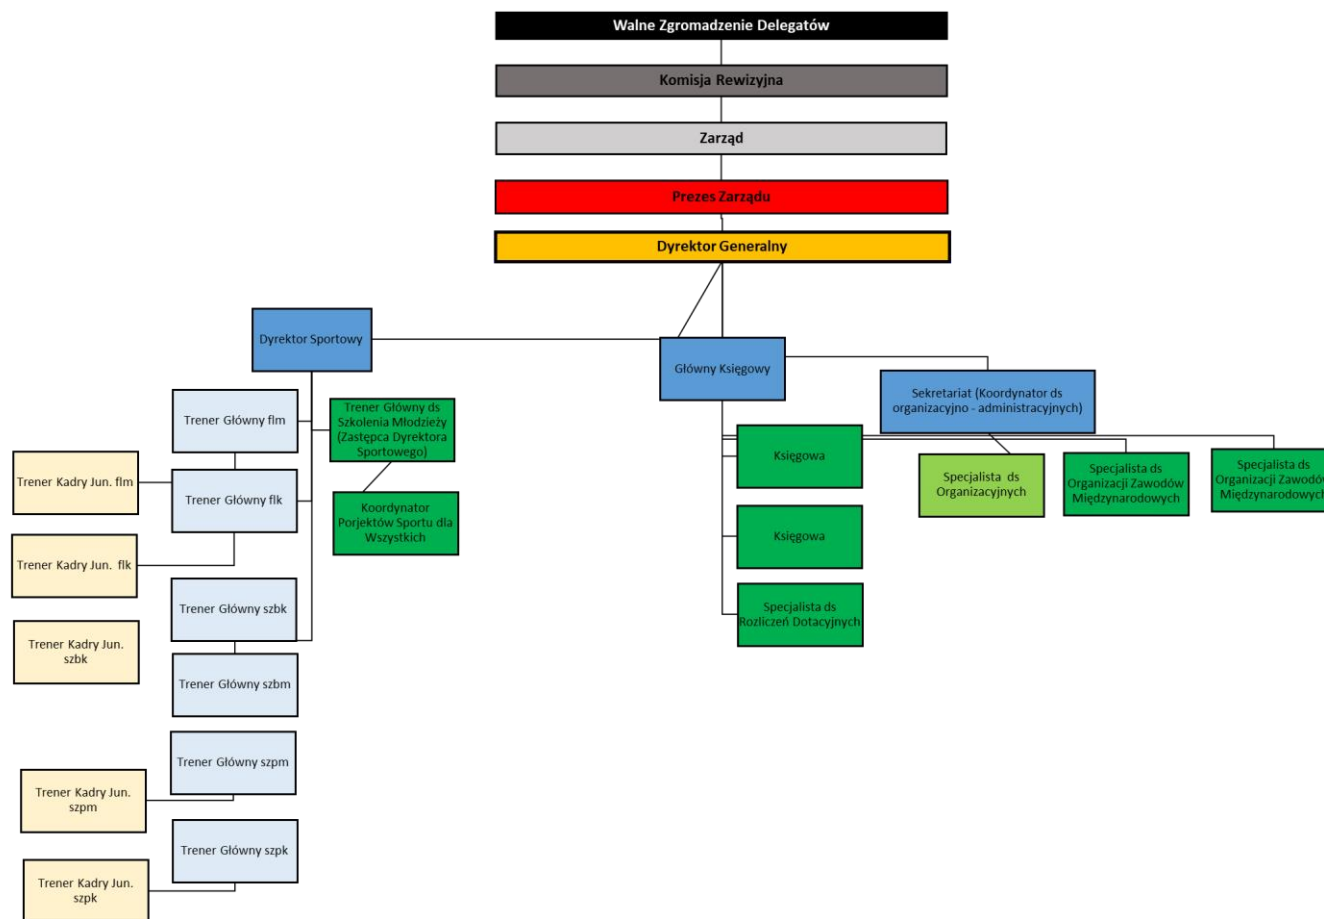 Walne Zgromadzenie Delegatów
Komisja Rewizyjna
Zarząd
Prezes Zarządu
Dyrektor Generalny
Dyrektor Sportowy
Główny Księgowy
Sekretariat (Koordynator ds
organizacyjno - administracyjnych)
Trener Główny flm
Trener Główny ds
Szkolenia Młodzieży
(Zastępca Dyrektora
Sportowego)
Księgowa
Specjalista ds
Organizacyjnych
Specjalista ds
Organizacji Zawodów
Międzynarodowych
Specjalista ds
Organizacji Zawodów
Międzynarodowych
Trener Kadry Jun. flm
Trener Główny flk
Koordynator
Porjektów Sportu dla
Wszystkich
Księgowa
Trener Kadry Jun. flk
Trener Główny szbk
Specjalista ds
Rozliczeń Dotacyjnych
Trener Kadry Jun.
szbk
Trener Główny szbm
Trener Główny szpm
Trener Kadry Jun.
szpm
Trener Główny szpk
Trener Kadry Jun.
szpk